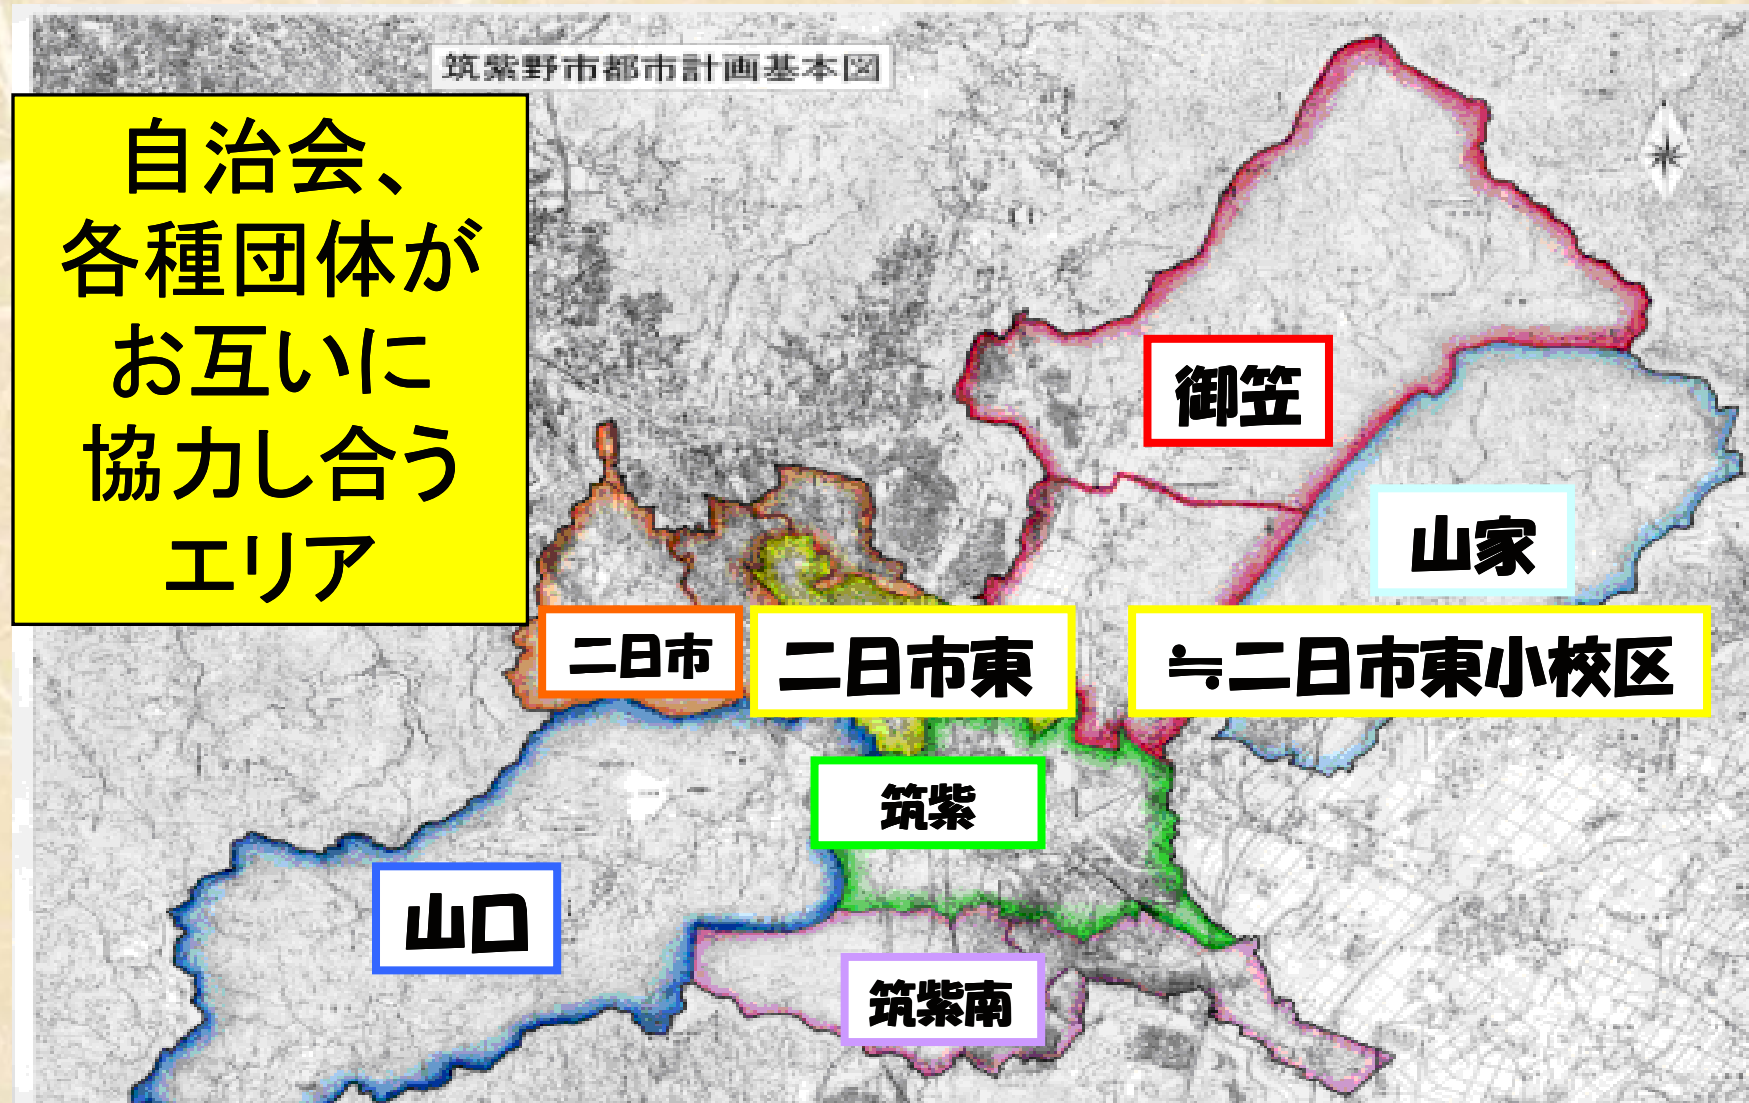 筑紫野市都市計画基本図
自治会、
各種団体が
お互いに
協力し合う
エリア
御笠
山家
二日市
二日市東
≒二日市東小校区
筑紫
山口
筑紫南